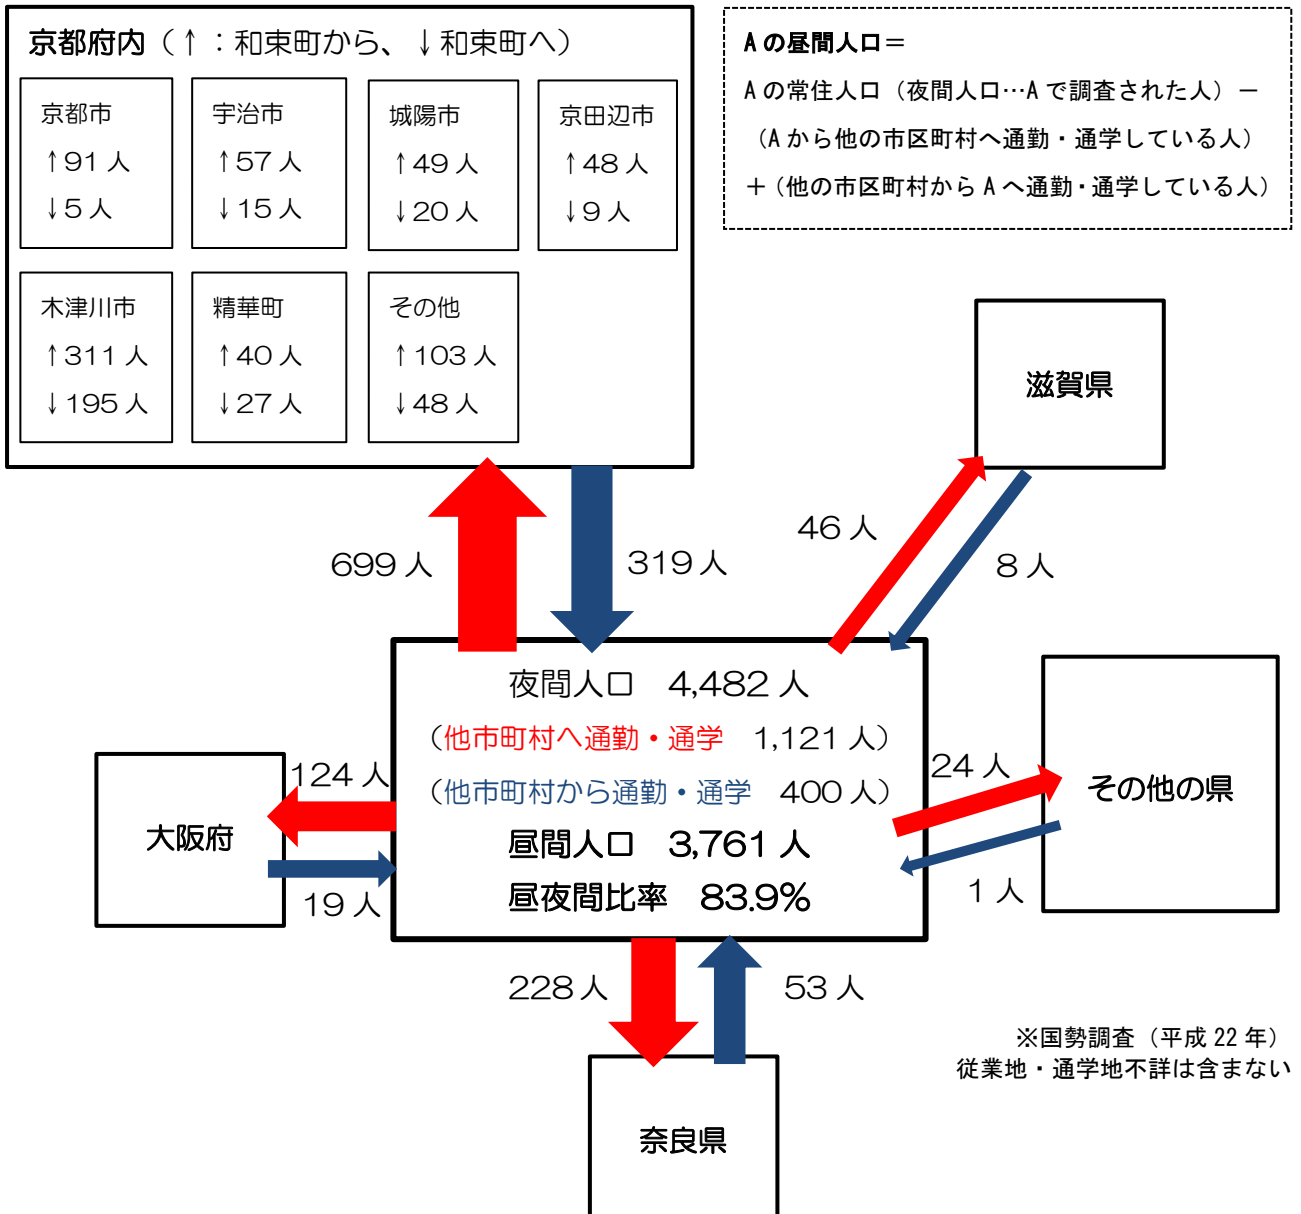 京都府内（↑：和束町から、↓和束町へ）
京都市
↑91人
↓5人
宇治市
↑57人
↓15人
城陽市
↑49人
↓20人
京田辺市
↑48人
↓9人
木津川市
↑311人
↓195人
精華町
↑40人
↓27人
その他
↑103人
↓48人
Aの昼間人口＝
Aの常住人口（夜間人口…Aで調査された人）－
（Aから他の市区町村へ通勤・通学している人）
＋（他の市区町村からAへ通勤・通学している人）
滋賀県
699人
319人
46人
8人
夜間人口　4,482人
（他市町村へ通勤・通学　1,121人）
（他市町村から通勤・通学　400人）
昼間人口　3,761人
昼夜間比率　83.9%
大阪府
124人
19人
24人
1人
その他の県
228人
53人
奈良県
※国勢調査（平成22年）
従業地・通学地不詳は含まない